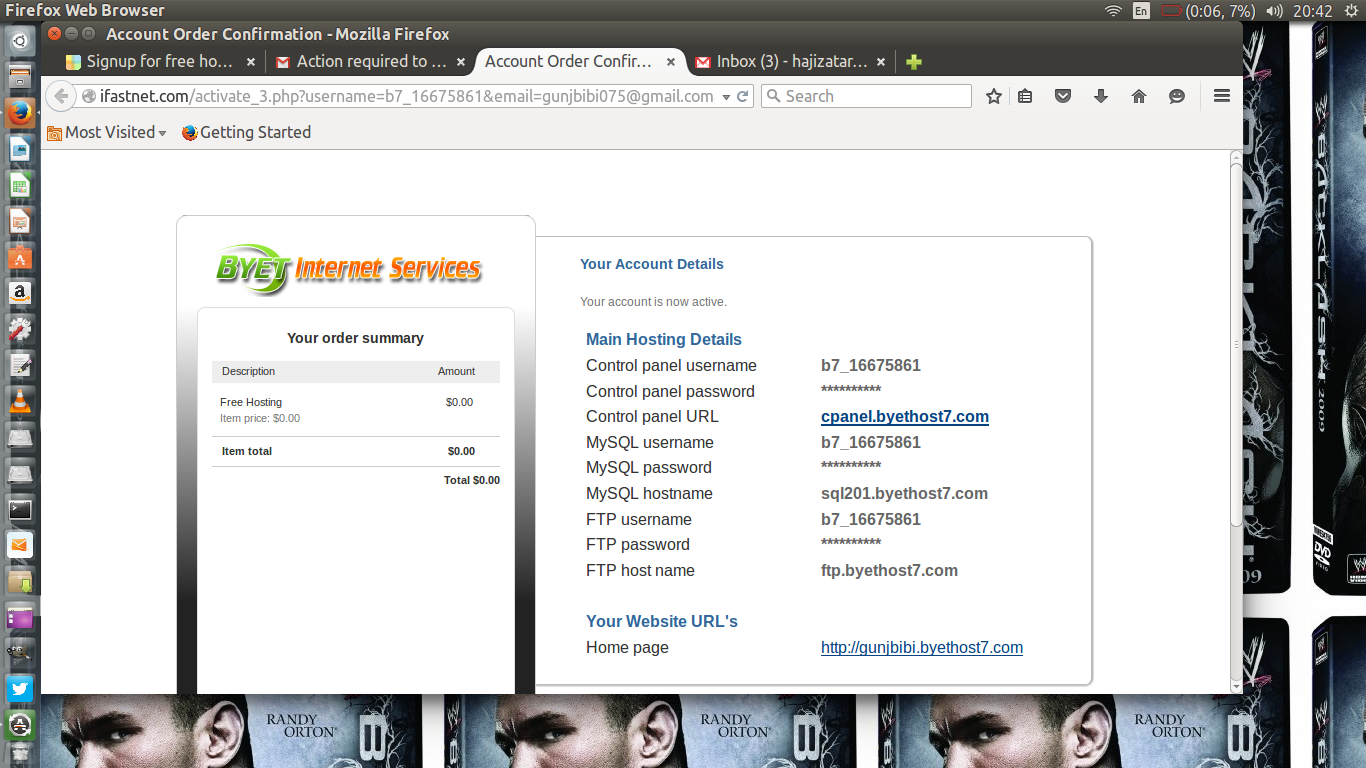 Firefox Web Browser
En
(0:06, 7%)
20:42
Account Order Confirmation - Mozilla Firefox
Signup for free ho...
Action required to ...
Account Order Confir...
Inbox (3) - hajizatar...
ifastnet.com/activate_3.php?username=b7_16675861&email=gunjbibi075@gmail.com
Search
Most Visited
Getting Started
BYET Internet Services
Your order summary
Description Amount
Free Hosting $0.00
Item price: $0.00
Item total $0.00
Total $0.00
Your Account Details
Your account is now active.
Main Hosting Details
Control panel username b7_16675861
Control panel password **********
Control panel URL cpanel.byethost7.com
MySQL username b7_16675861
MySQL password **********
MySQL hostname sql201.byethost7.com
FTP username b7_16675861
FTP password **********
FTP host name ftp.byethost7.com
Your Website URL's
Home page http://gunjbibi.byethost7.com
BACKLASH 2009
DVD
VIDEO
09
RANDY
ORTON
RANDY
ORTON
RANDY
ORTON